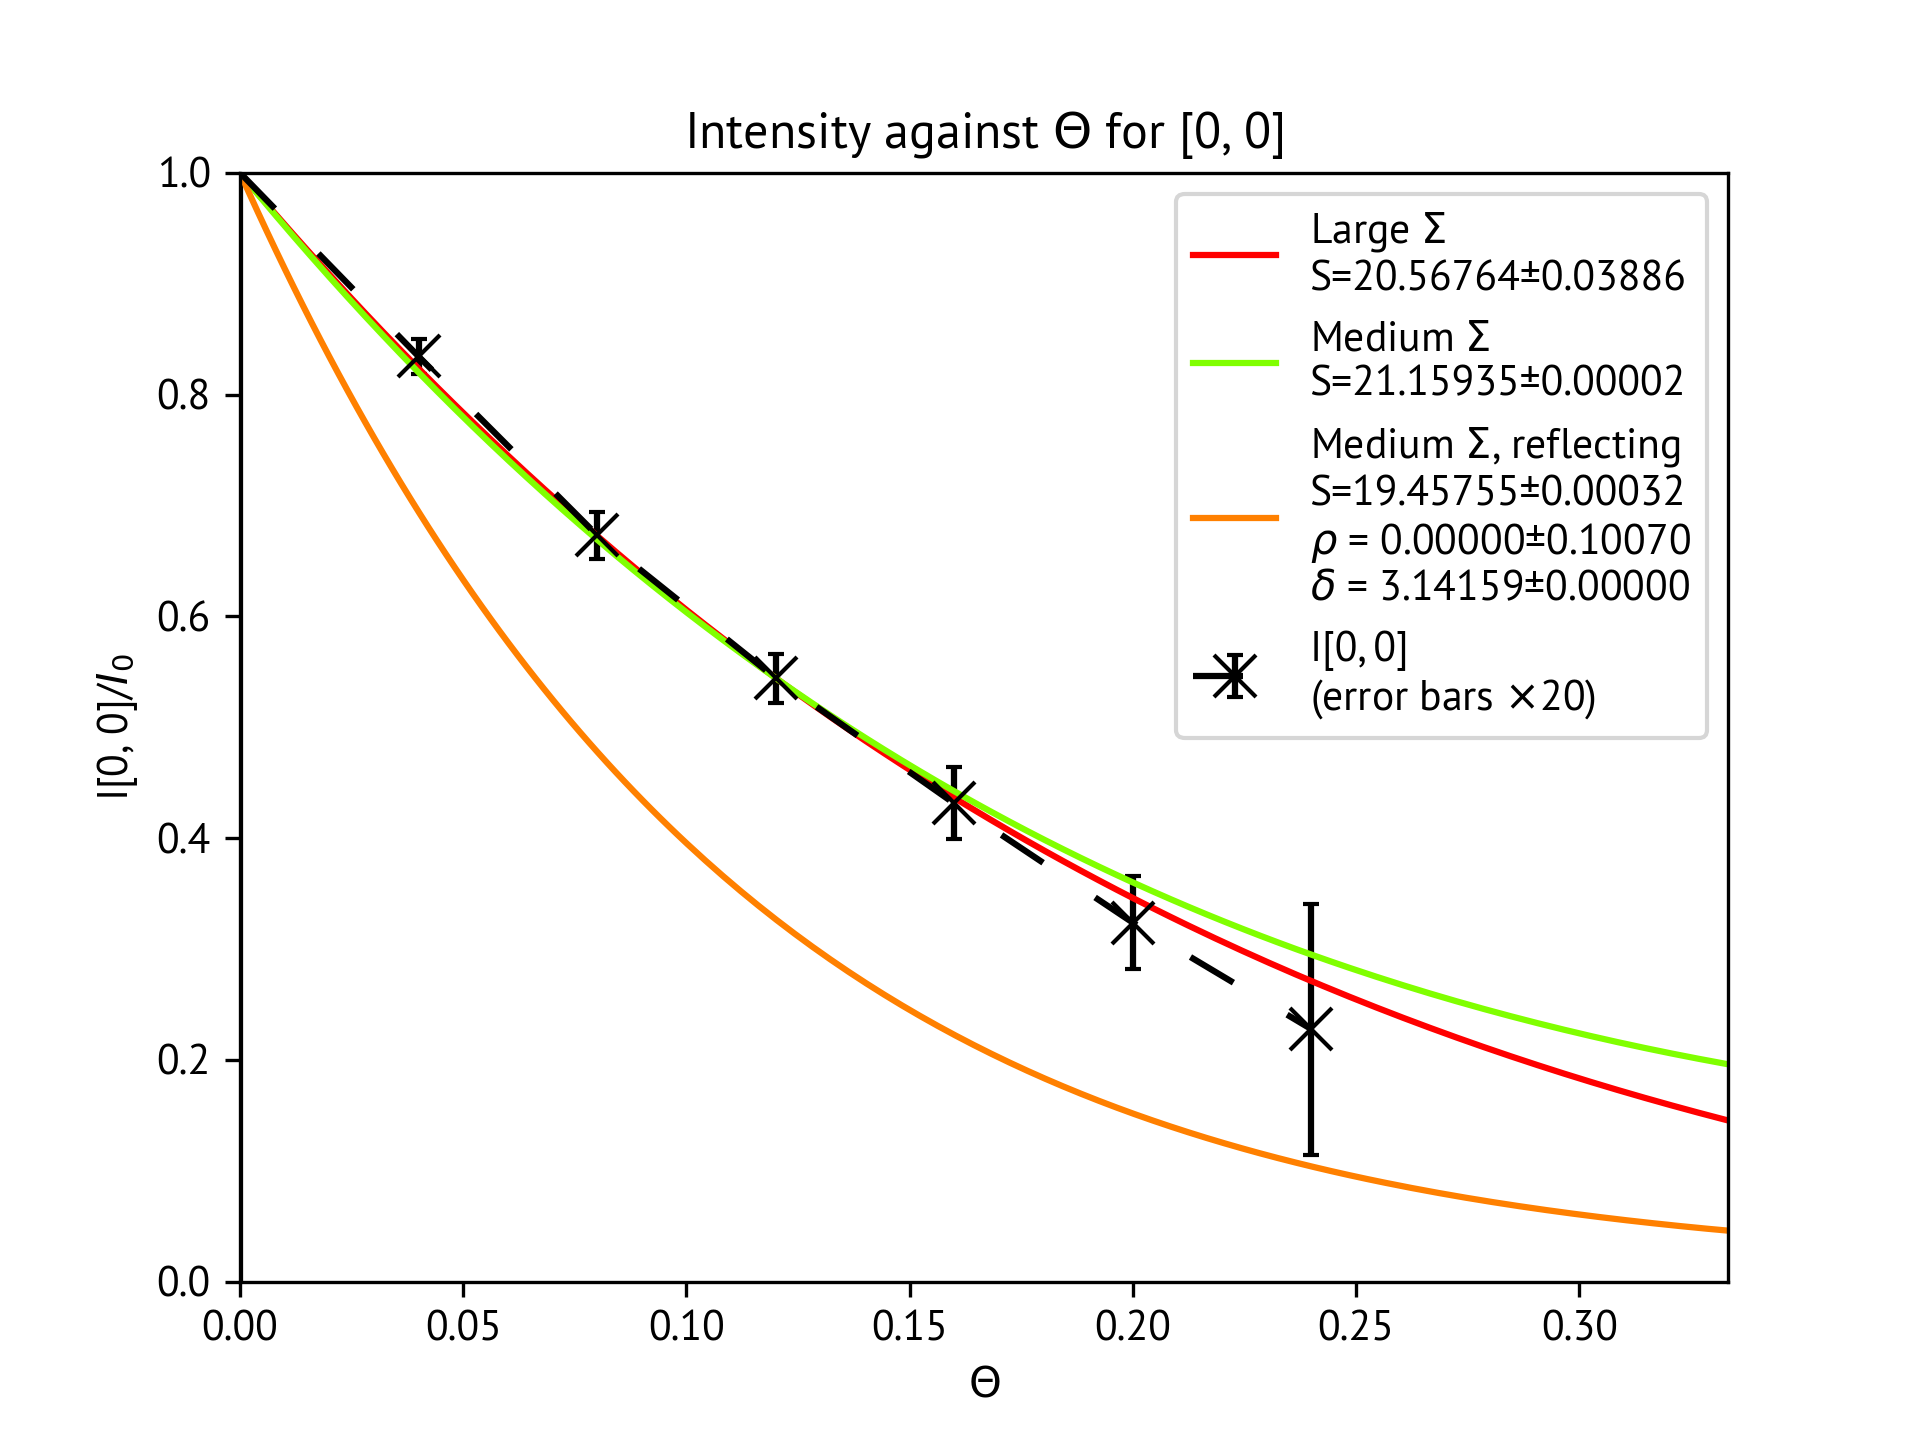 Intensity against Θ for [0, 0]
1.0
0.8
0.6
0.4
0.2
0.0
I[0, 0]/I₀
0.00
0.05
0.10
0.15
0.20
0.25
0.30
Θ
Large Σ
S=20.56764±0.03886
Medium Σ
S=21.15935±0.00002
Medium Σ, reflecting
S=19.45755±0.00032
ρ = 0.00000±0.10070
δ = 3.14159±0.00000
I[0, 0]
(error bars ×20)